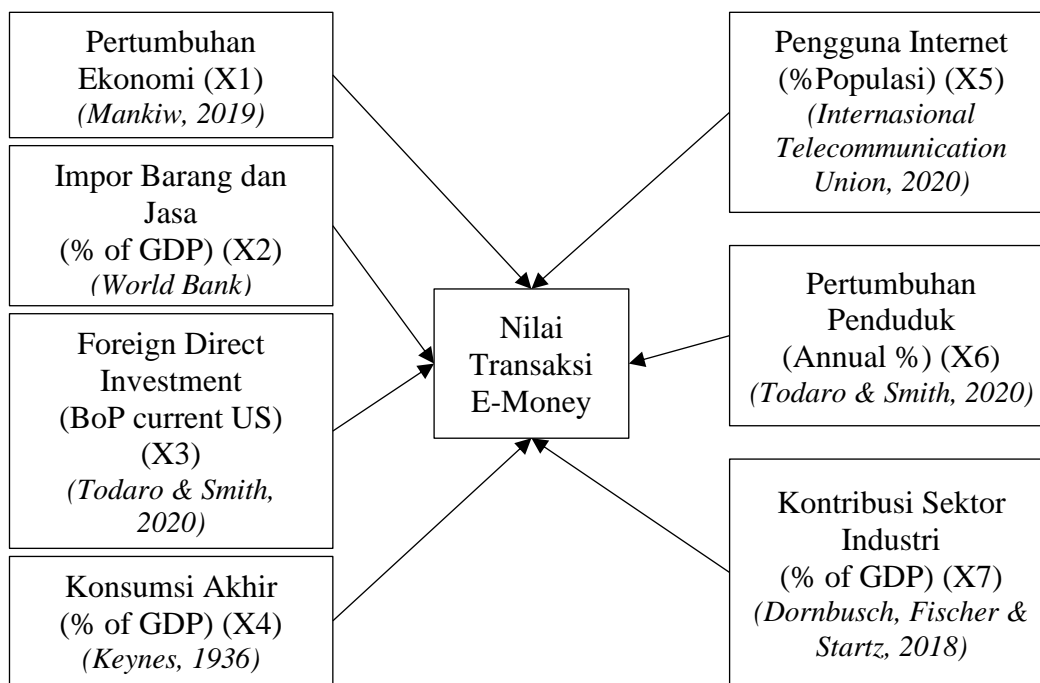 Pertumbuhan
Ekonomi (X1)
(Mankiw, 2019)
Impor Barang dan
Jasa
(% of GDP) (X2)
(World Bank)
Foreign Direct
Investment
(BoP current US)
(X3)
(Todaro & Smith,
2020)
Konsumsi Akhir
(% of GDP) (X4)
(Keynes, 1936)
Nilai
Transaksi
E-Money
Pengguna Internet
(%Populasi) (X5)
(Internasional
Telecommunication
Union, 2020)
Pertumbuhan
Penduduk
(Annual %) (X6)
(Todaro & Smith, 2020)
Kontribusi Sektor
Industri
(% of GDP) (X7)
(Dornbusch, Fischer &
Startz, 2018)